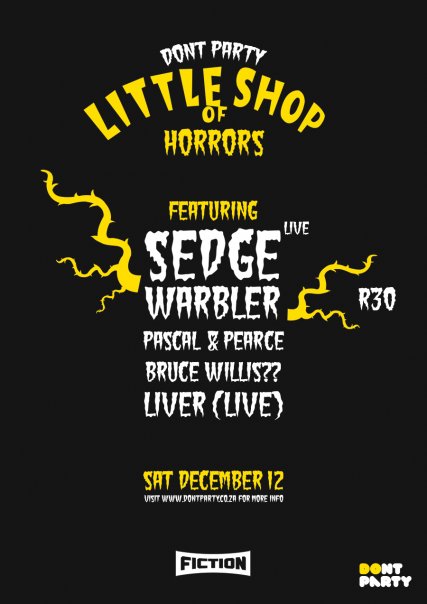 DONT PARTY
LITTLE SHOP
OF
HORRORS
FEATURING
SEDGE LIVE
WARBLER
R30
PASCAL & PEARCE
BRUCE WILLIS??
LIVER (LIVE)
SAT DECEMBER 12
VISIT WWW.DONTPARTY.CO.ZA FOR MORE INFO
FICTION
DONT
PARTY